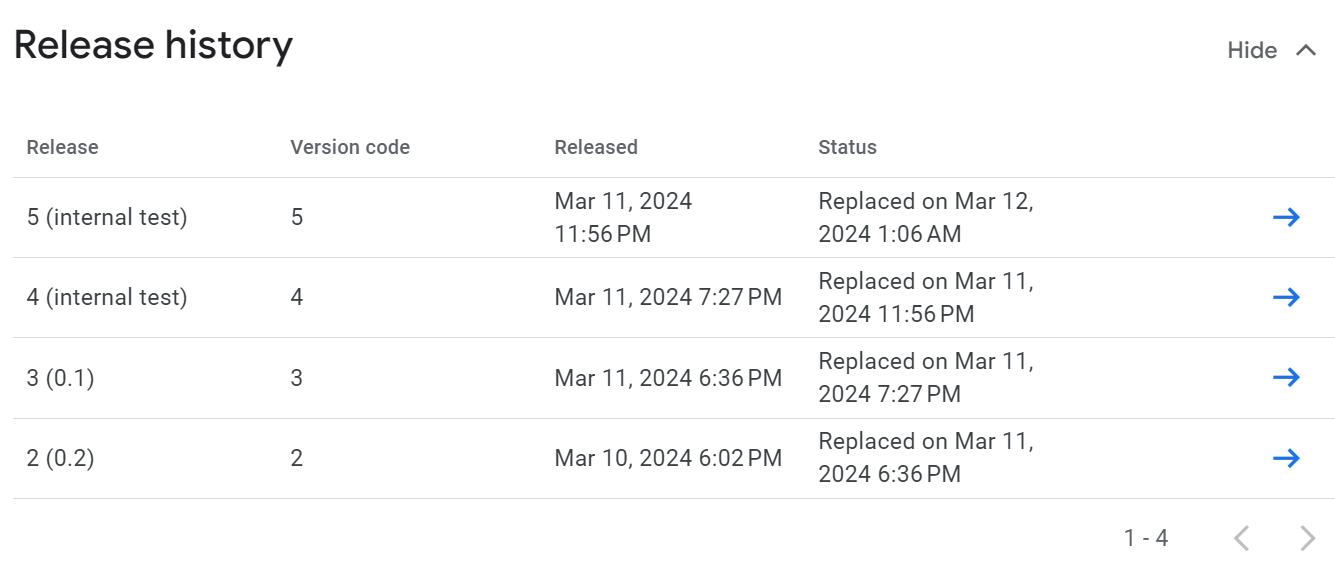 Release history
Hide
Release Version code Released Status
5 (internal test) 5 Mar 11, 2024 11:56 PM Replaced on Mar 12, 2024 1:06 AM
4 (internal test) 4 Mar 11, 2024 7:27 PM Replaced on Mar 11, 2024 11:56 PM
3 (0.1) 3 Mar 11, 2024 6:36 PM Replaced on Mar 11, 2024 7:27 PM
2 (0.2) 2 Mar 10, 2024 6:02 PM Replaced on Mar 11, 2024 6:36 PM
1 - 4